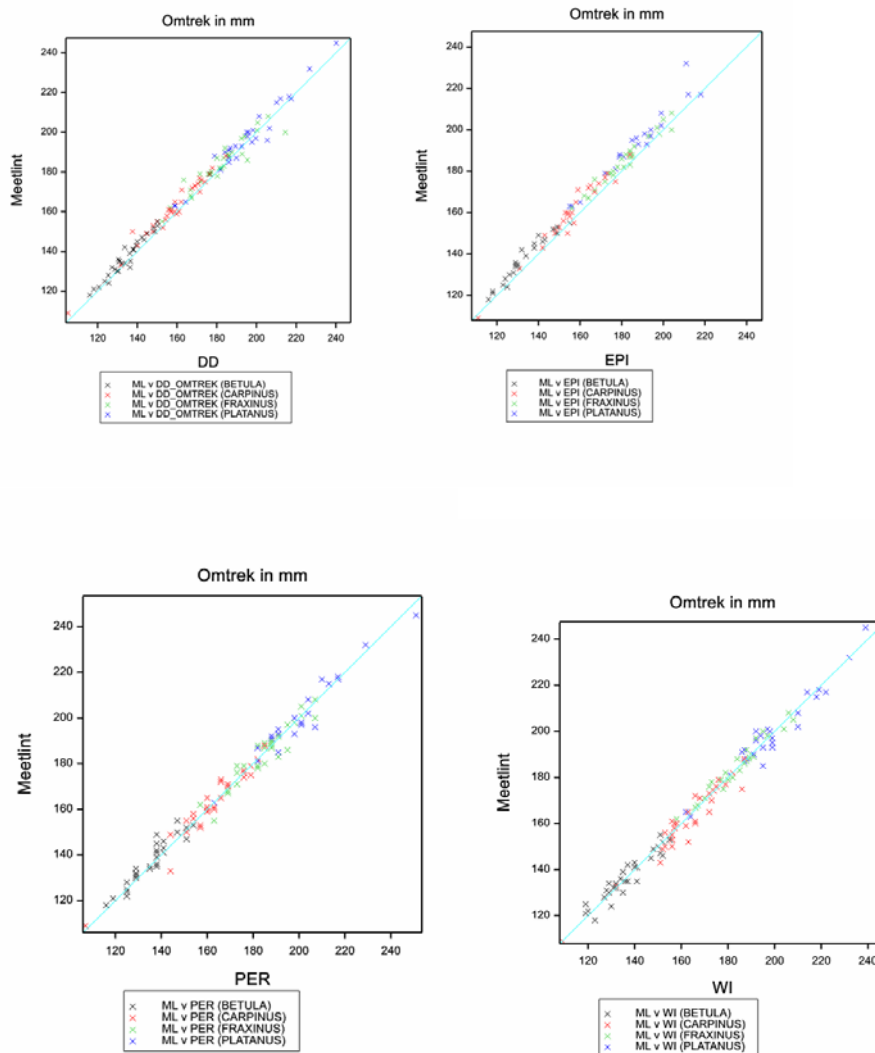 Omtrek in mm
Meetlint
240
220
200
180
160
140
120
120 140 160 180 200 220 240
DD
× ML v DD_OMTREK (BETULA)
× ML v DD_OMTREK (CARPINUS)
× ML v DD_OMTREK (FRAXINUS)
× ML v DD_OMTREK (PLATANUS)
Omtrek in mm
Meetlint
240
220
200
180
160
140
120
120 140 160 180 200 220 240
EPI
× ML v EPI (BETULA)
× ML v EPI (CARPINUS)
× ML v EPI (FRAXINUS)
× ML v EPI (PLATANUS)
Omtrek in mm
Meetlint
240
220
200
180
160
140
120
120 140 160 180 200 220 240
PER
× ML v PER (BETULA)
× ML v PER (CARPINUS)
× ML v PER (FRAXINUS)
× ML v PER (PLATANUS)
Omtrek in mm
Meetlint
240
220
200
180
160
140
120
120 140 160 180 200 220 240
WI
× ML v WI (BETULA)
× ML v WI (CARPINUS)
× ML v WI (FRAXINUS)
× ML v WI (PLATANUS)